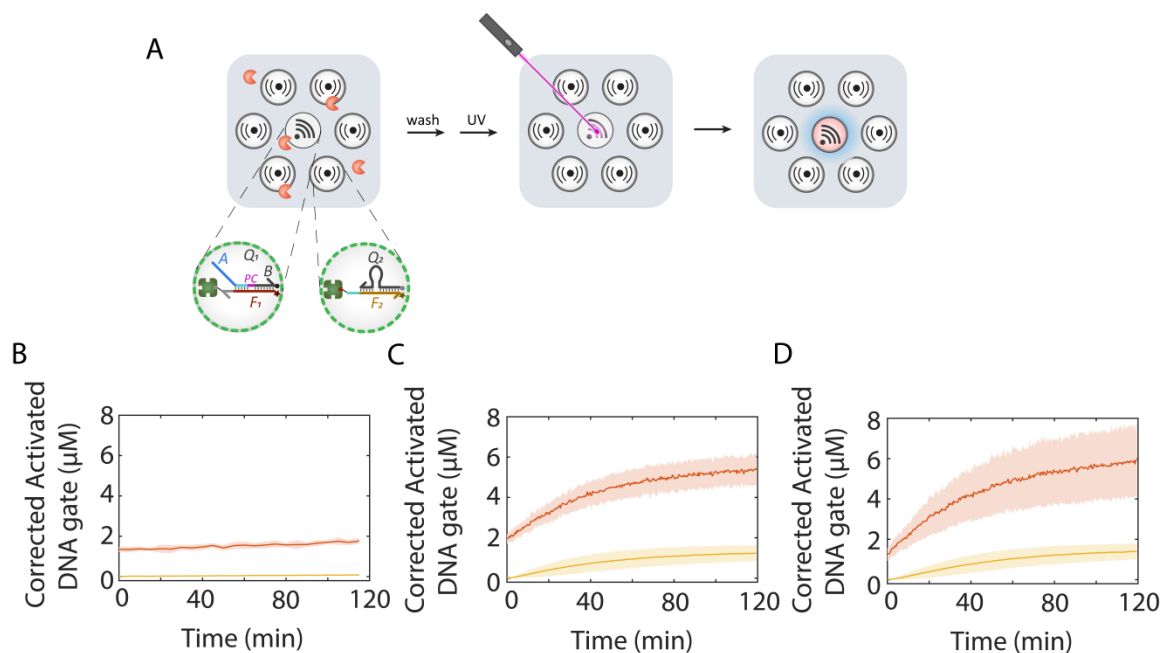 A
wash
UV
A
Q₁
B
PC
F₁
Q₂
F₂
B
Corrected Activated
DNA gate (μM)
8
6
4
2
0
0
40
80
120
Time (min)
C
Corrected Activated
DNA gate (μM)
8
6
4
2
0
0
40
80
120
Time (min)
D
Corrected Activated
DNA gate (μM)
8
6
4
2
0
0
40
80
120
Time (min)